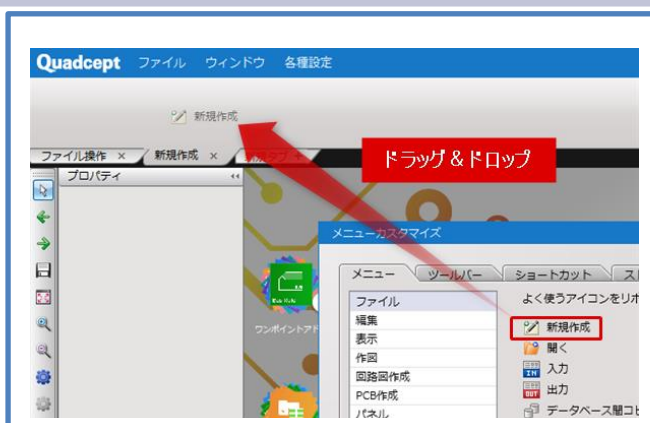 Quadcept ファイル ウィンドウ 各種設定
新規作成
ファイル操作 × 新規作成 ×
ドラッグ&ドロップ
プロパティ
メニューカスタマイズ
メニュー ツールバー ショートカット
ファイル
編集
表示
作図
回路図作成
PCB作成
パネル
よく使うアイコンをリボ
新規作成
開く
IN 入力
OUT 出力
データベース間コピ
ワンポイントアド